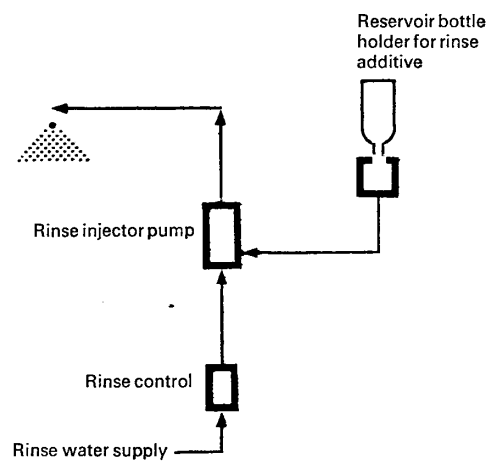 Reservoir bottle
holder for rinse
additive
Rinse injector pump
Rinse control
Rinse water supply